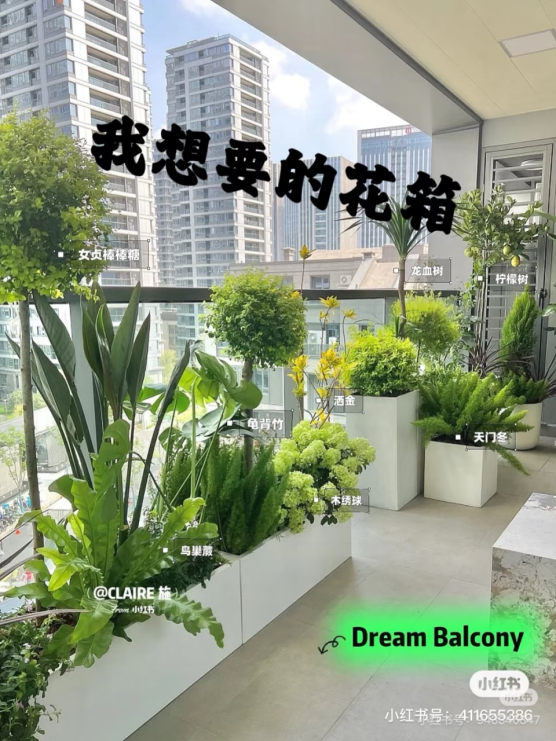 我想要的花箱
女贞棒棒糖
龙血树
柠檬树
洒金
龟背竹
天门冬
木绣球
鸟巢蕨
@CLAIRE 施
From 小红书
Dream Balcony
小红书
小红书号：411655386